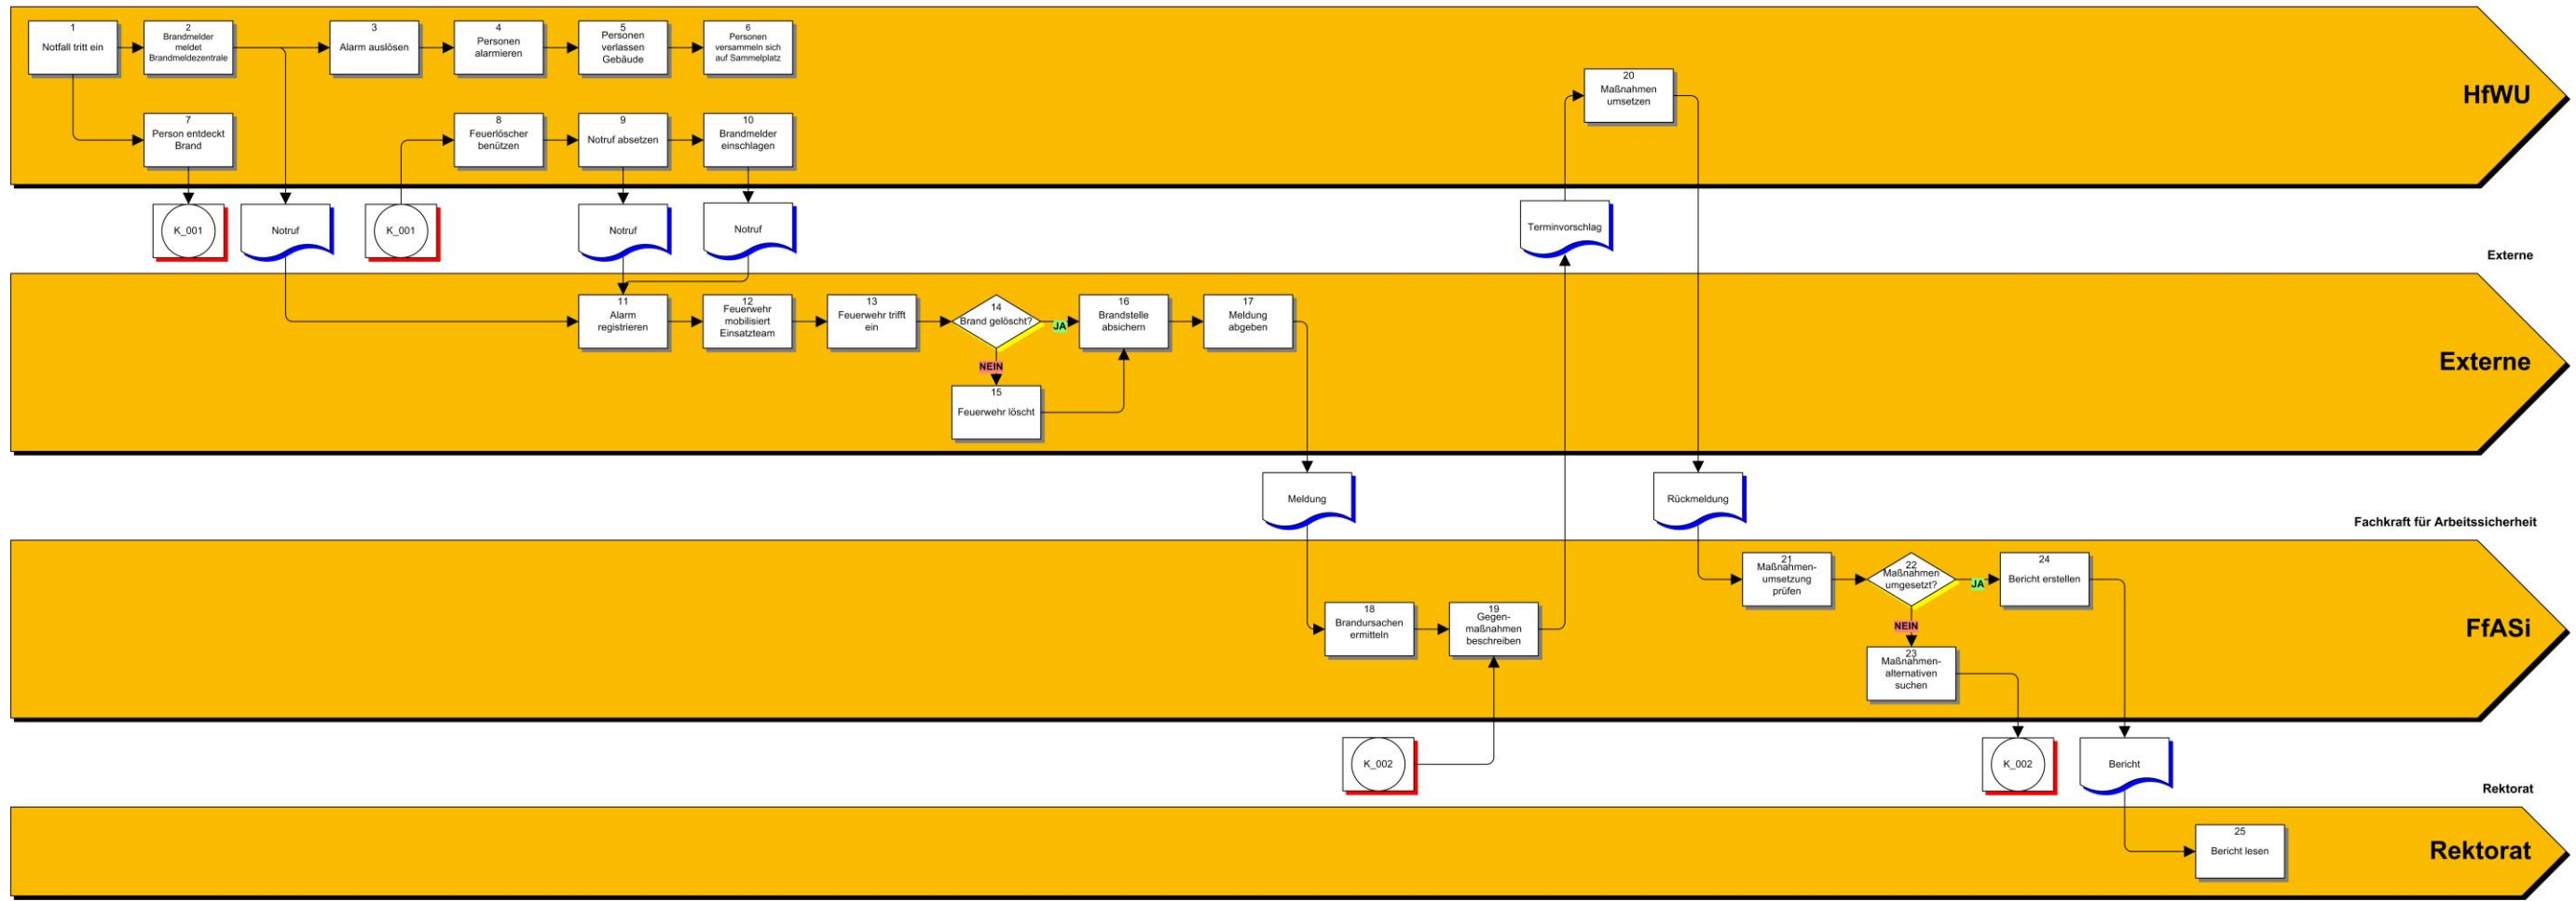 1
Notfall tritt ein
2
Brandmelder
meldet
Brandmeldezentrale
3
Alarm auslösen
4
Personen
alarmieren
5
Personen
verlassen
Gebäude
6
Personen
versammeln sich
auf Sammelplatz
20
Maßnahmen
umsetzen
HfWU
7
Person entdeckt
Brand
8
Feuerlöscher
benützen
9
Notruf absetzen
10
Brandmelder
einschlagen
K_001
Notruf
K_001
Notruf
Notruf
Terminvorschlag
Externe
11
Alarm
registrieren
12
Feuerwehr
mobilisiert
Einsatzteam
13
Feuerwehr trifft
ein
14
Brand gelöscht?
JA
NEIN
16
Brandstelle
absichern
17
Meldung
abgeben
Externe
15
Feuerwehr löscht
Meldung
Rückmeldung
Fachkraft für Arbeitssicherheit
18
Brandursachen
ermitteln
19
Gegen-
maßnahmen
beschreiben
21
Maßnahmen-
umsetzung
prüfen
22
Maßnahmen
umgesetzt?
JA
NEIN
24
Bericht erstellen
FfASi
23
Maßnahmen-
alternativen
suchen
K_002
K_002
Bericht
Rektorat
25
Bericht lesen
Rektorat